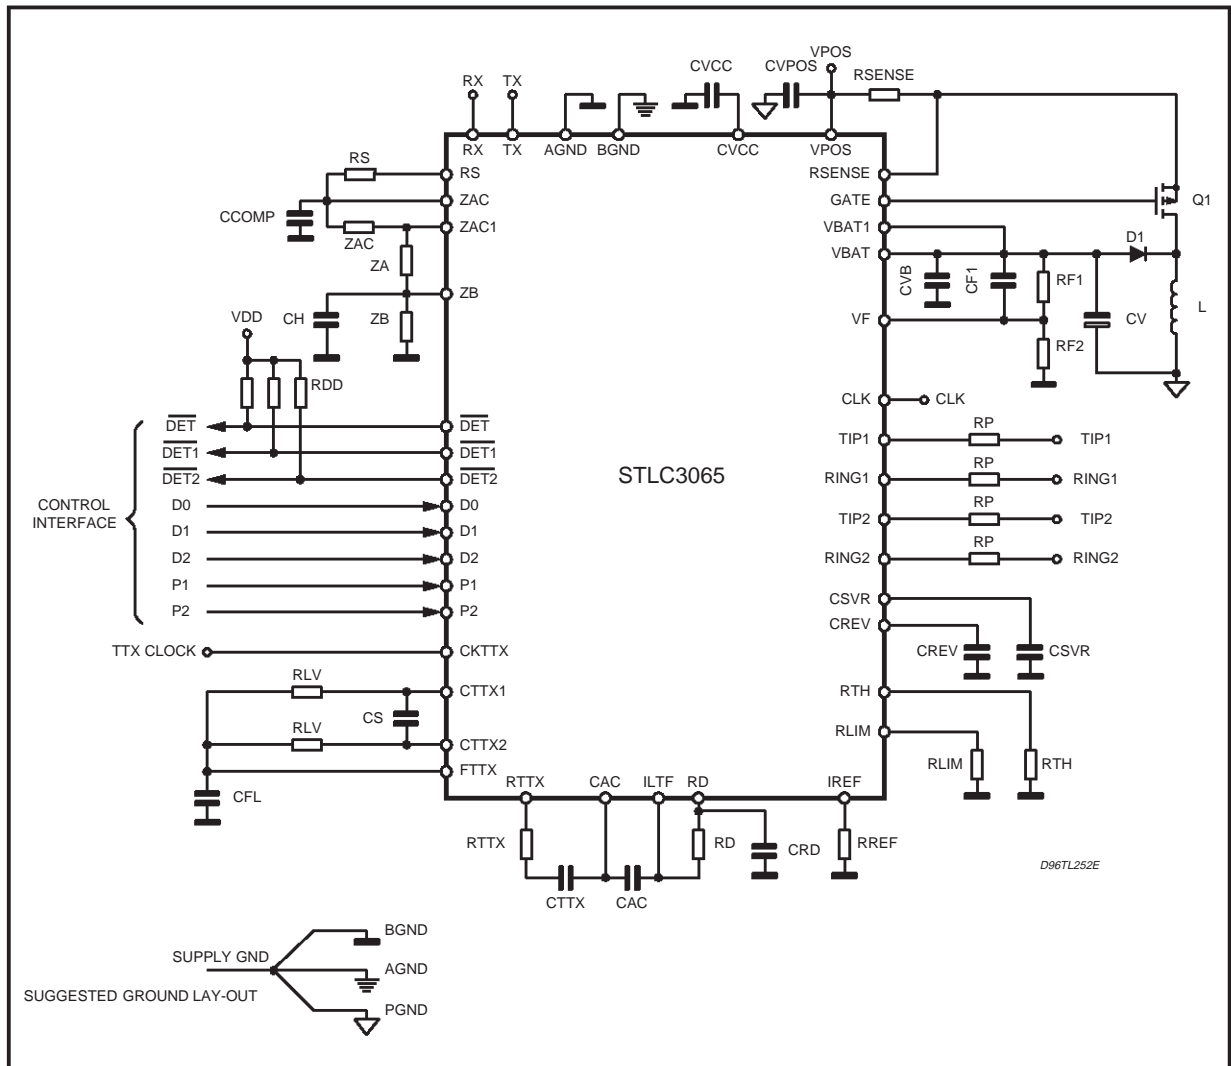 VPOS
RX TX CVCC CVPOS RSENSE
RX TX AGND BGND CVCC VPOS
RS RS RSENSE
ZAC GATE Q1
CCOMP ZAC1 VBAT1
ZAC D1
ZA VBAT
CVB CF1 RF1
ZB
CH ZB VF CV L
VDD
RF2
RDD
CLK CLK
DET DET TIP1 RP TIP1
DET1 DET1
DET2 DET2 STLC3065 RING1 RP RING1
CONTROL
INTERFACE
D0 D0
D1 D1 TIP2 RP TIP2
D2 D2 RING2 RP RING2
P1 P1 CSVR
P2 P2 CREV
TTX CLOCK CKTTX CREV CSVR
RLV CTTX1 RTH
CS
RLV CTTX2 RLIM
FTTX RLIM RTH
CFL RTTX CAC ILTF RD IREF
RTTX RD CRD RREF
D96TL252E
CTTX CAC
BGND
SUPPLY GND
AGND
SUGGESTED GROUND LAY-OUT
PGND